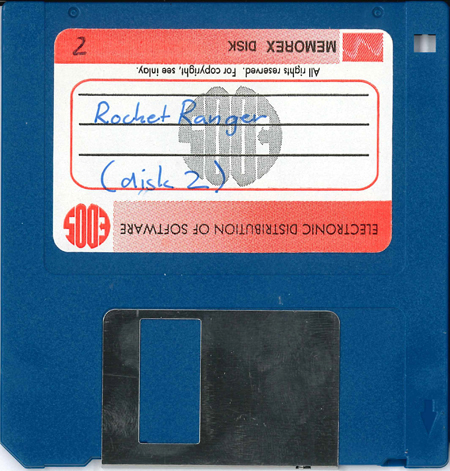 2
MEMOREX DISK
All rights reserved. For copyright, see inlay.
Rocket Ranger
EDOS
(disk 2)
ELECTRONIC DISTRIBUTION OF SOFTWARE
EDOS